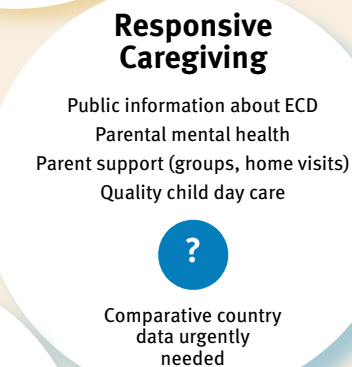 Responsive
Caregiving
Public information about ECD
Parental mental health
Parent support (groups, home visits)
Quality child day care
?
Comparative country
data urgently
needed